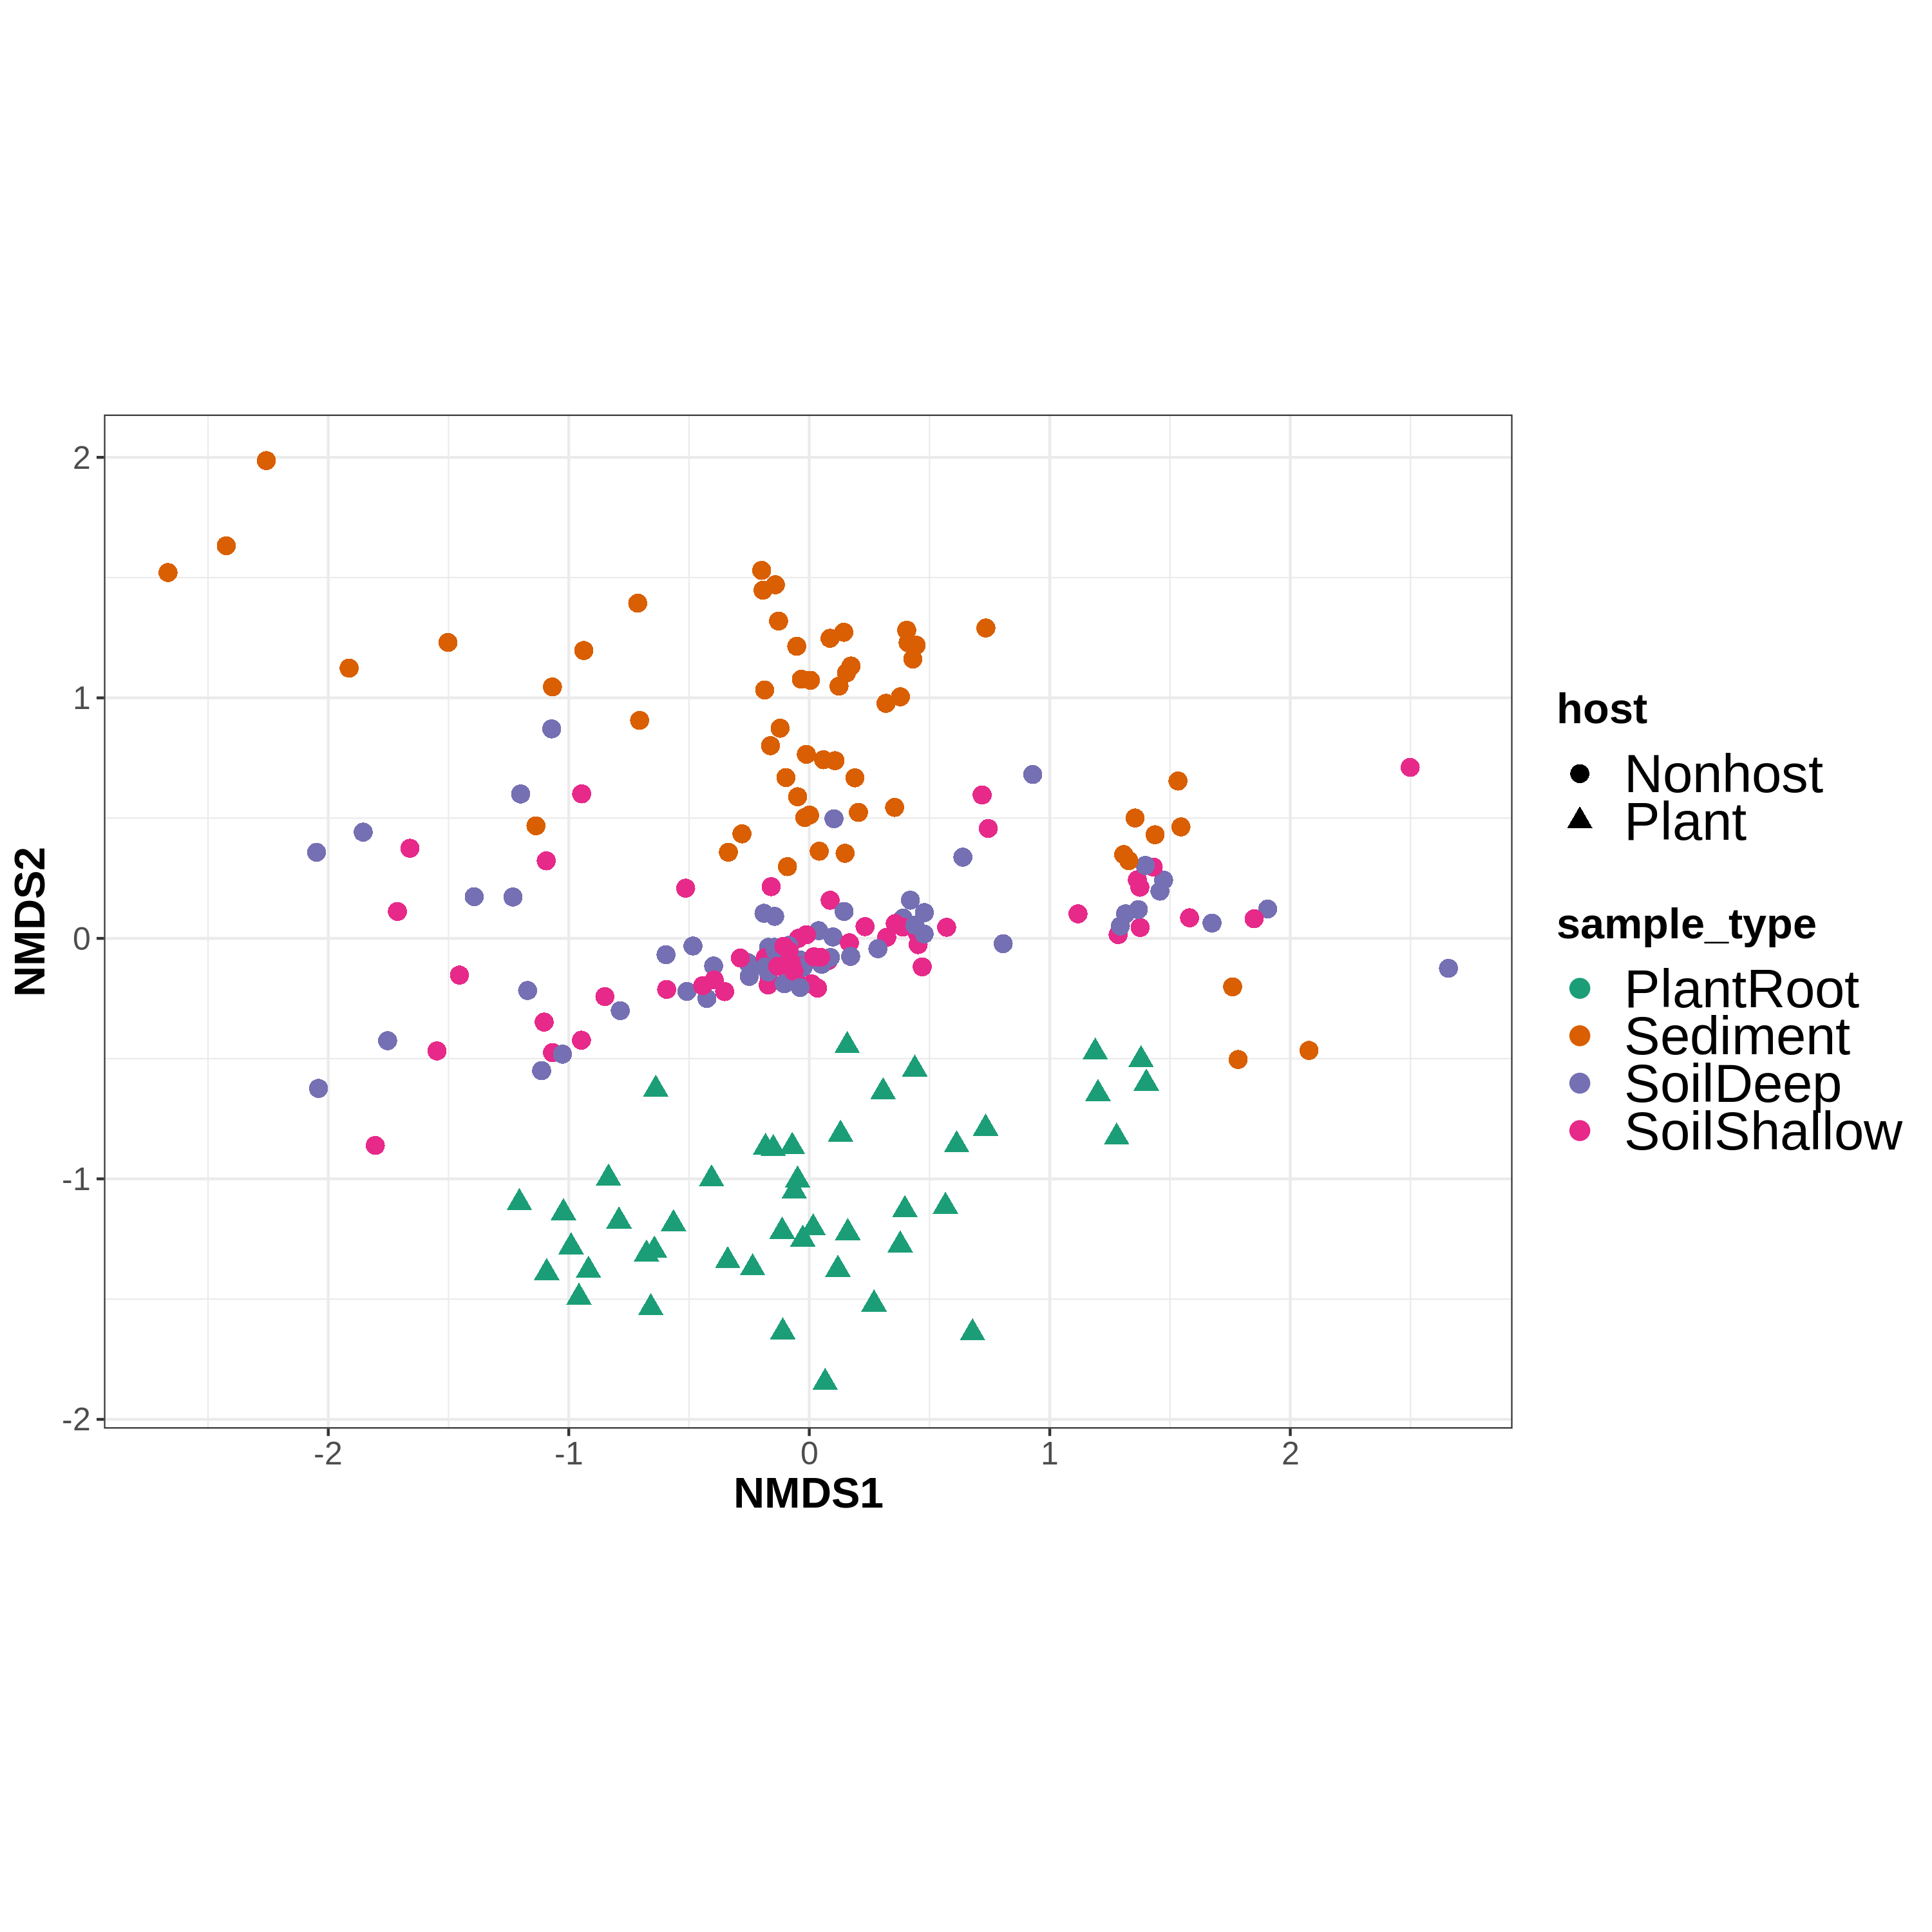 2
1
0
-1
-2
NMDS2
-2
-1
0
1
2
NMDS1
host
Nonhost
Plant
sample_type
PlantRoot
Sediment
SoilDeep
SoilShallow